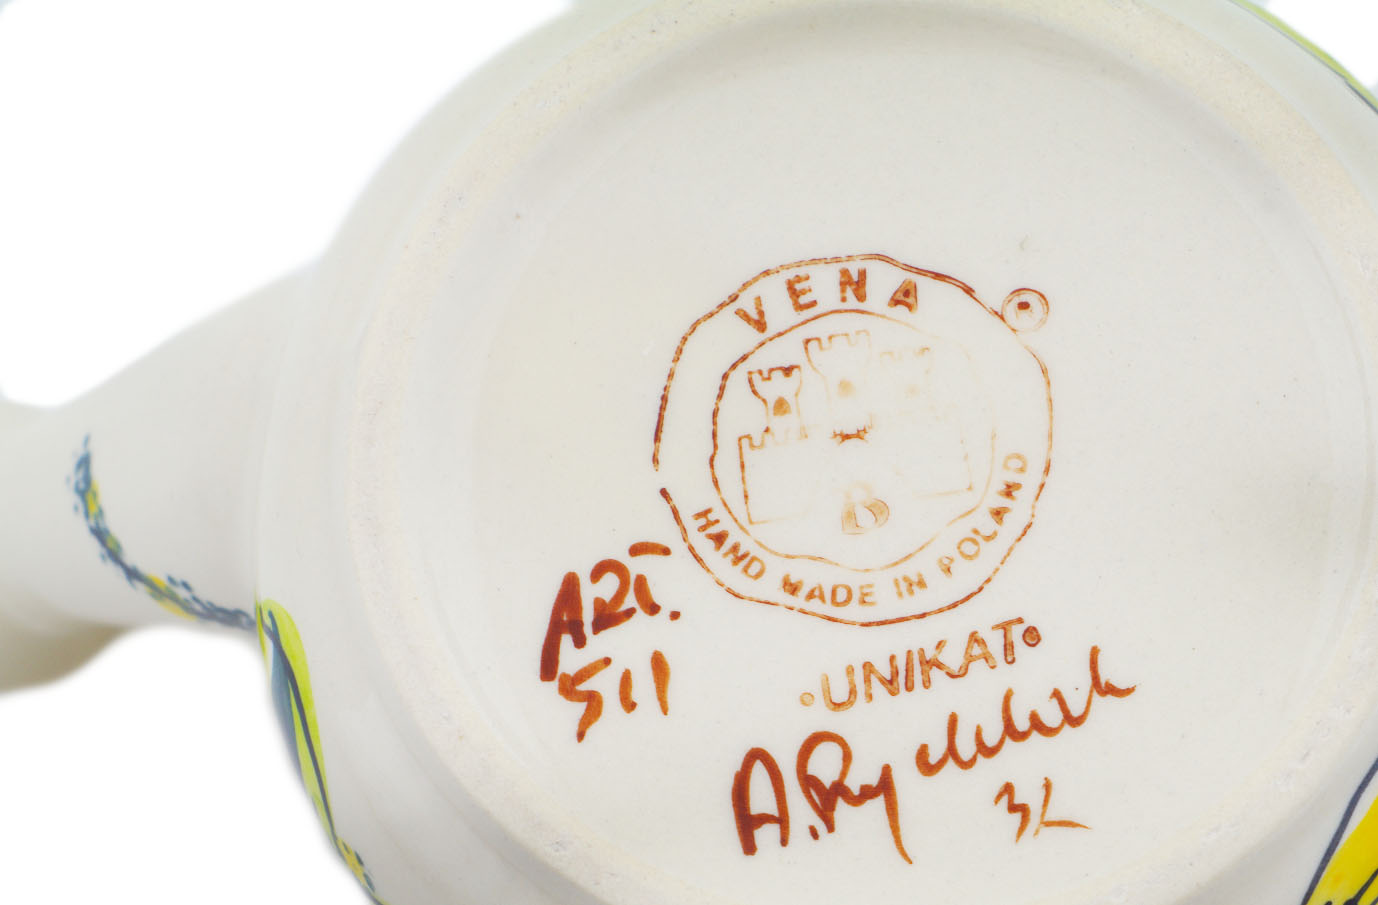 VENA
®
B
HAND MADE IN POLAND
ART.
511
•UNIKAT•
A.
3L